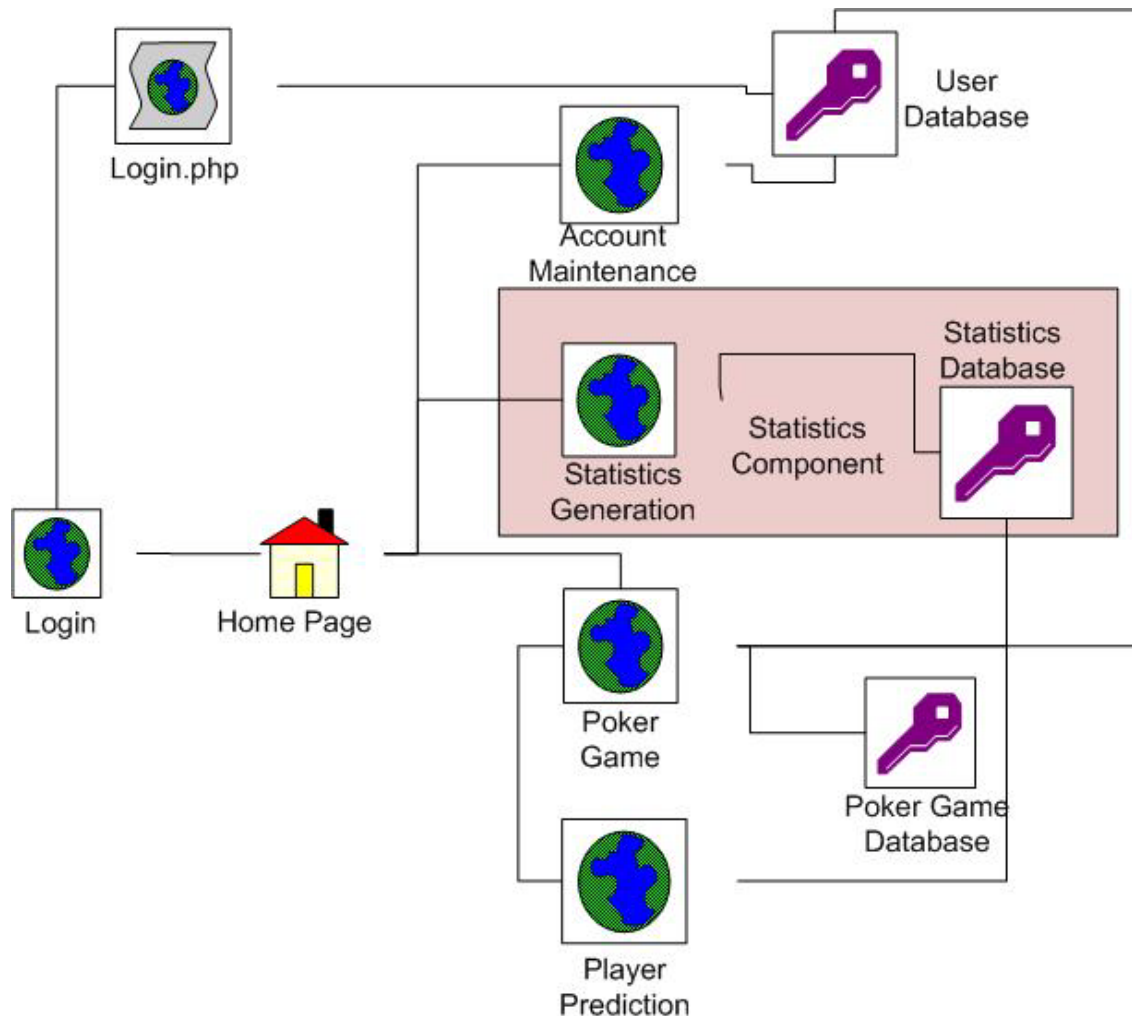 User
Database
Login.php
Account
Maintenance
Statistics
Database
Statistics
Component
Statistics
Generation
Login
Home Page
Poker
Game
Poker Game
Database
Player
Prediction